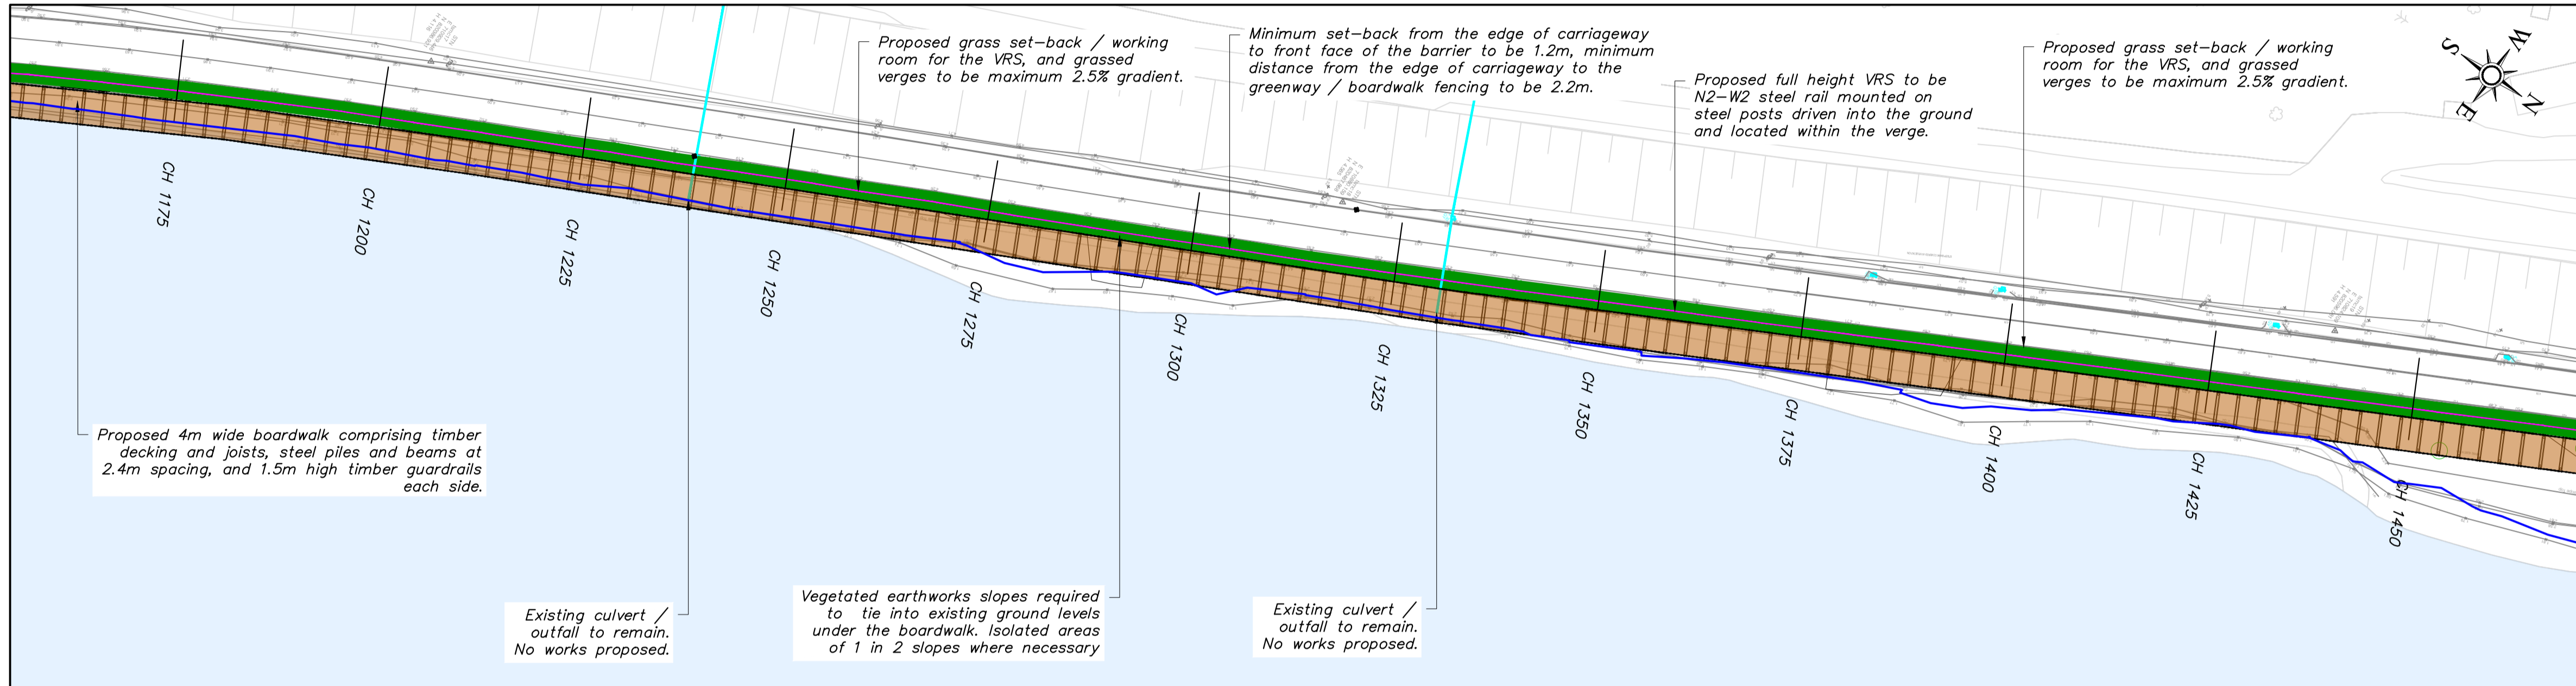 Proposed grass set-back / working
room for the VRS, and grassed
verges to be maximum 2.5% gradient.
Minimum set-back from the edge of carriageway
to front face of the barrier to be 1.2m, minimum
distance from the edge of carriageway to the
greenway / boardwalk fencing to be 2.2m.
Proposed full height VRS to be
N2-W2 steel rail mounted on
steel posts driven into the ground
and located within the verge.
Proposed grass set-back / working
room for the VRS, and grassed
verges to be maximum 2.5% gradient.
S
W
E
N
CH 1175
CH 1200
CH 1225
CH 1250
CH 1275
CH 1300
CH 1325
CH 1350
CH 1375
CH 1400
CH 1425
CH 1450
Proposed 4m wide boardwalk comprising timber
decking and joists, steel piles and beams at
2.4m spacing, and 1.5m high timber guardrails
each side.
Existing culvert /
outfall to remain.
No works proposed.
Vegetated earthworks slopes required
to tie into existing ground levels
under the boardwalk. Isolated areas
of 1 in 2 slopes where necessary
Existing culvert /
outfall to remain.
No works proposed.